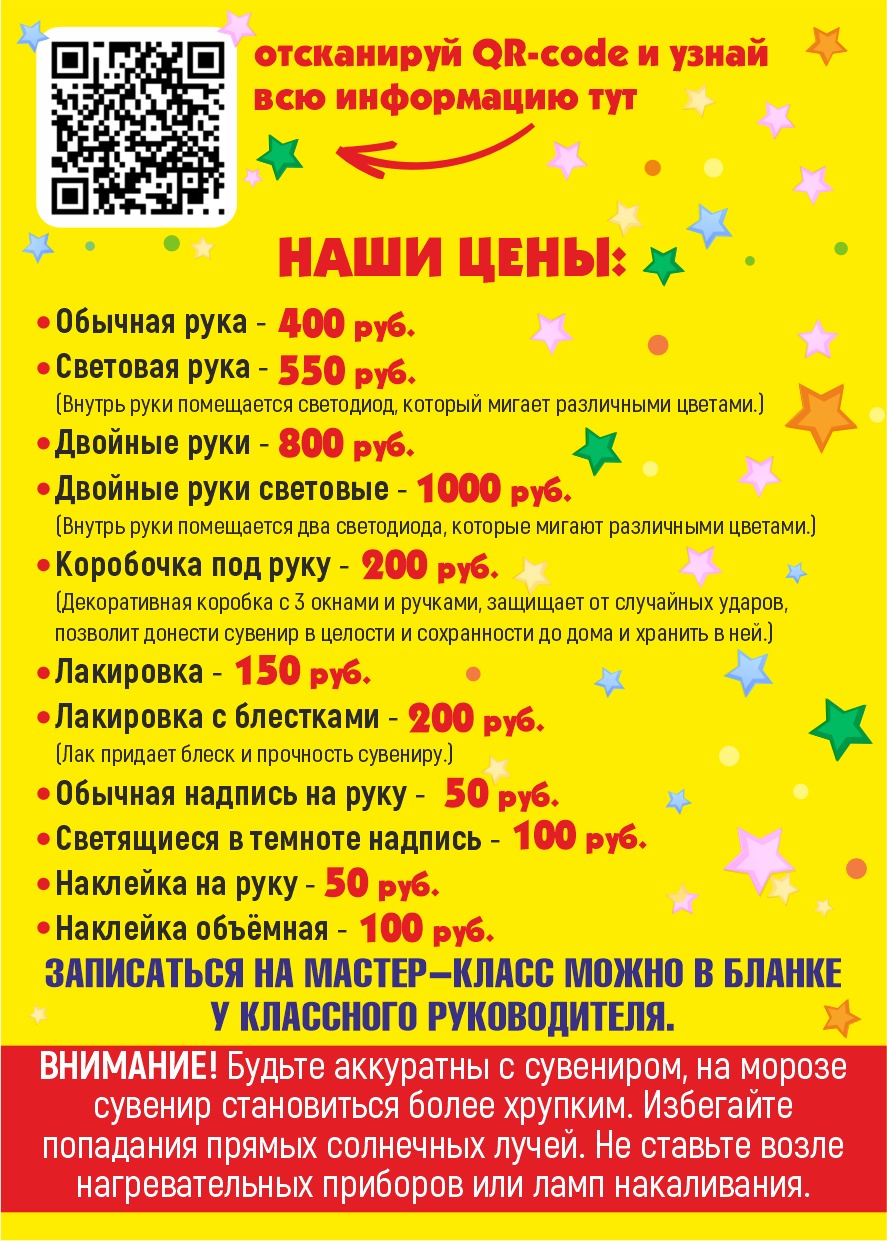 отсканируй QR-code и узнай
всю информацию тут
НАШИ ЦЕНЫ:
• Обычная рука - 400 руб.
• Световая рука - 550 руб.
(Внутрь руки помещается светодиод, который мигает различными цветами.)
• Двойные руки - 800 руб.
• Двойные руки световые - 1000 руб.
(Внутрь руки помещается два светодиода, которые мигают различными цветами.)
• Коробочка под руку - 200 руб.
(Декоративная коробка с 3 окнами и ручками, защищает от случайных ударов,
позволит донести сувенир в целости и сохранности до дома и хранить в ней.)
• Лакировка - 150 руб.
• Лакировка с блестками - 200 руб.
(Лак придает блеск и прочность сувениру.)
• Обычная надпись на руку - 50 руб.
• Светящиеся в темноте надпись - 100 руб.
• Наклейка на руку - 50 руб.
• Наклейка объёмная - 100 руб.
ЗАПИСАТЬСЯ НА МАСТЕР–КЛАСС МОЖНО В БЛАНКЕ
У КЛАССНОГО РУКОВОДИТЕЛЯ.
ВНИМАНИЕ! Будьте аккуратны с сувениром, на морозе
сувенир становиться более хрупким. Избегайте
попадания прямых солнечных лучей. Не ставьте возле
нагревательных приборов или ламп накаливания.